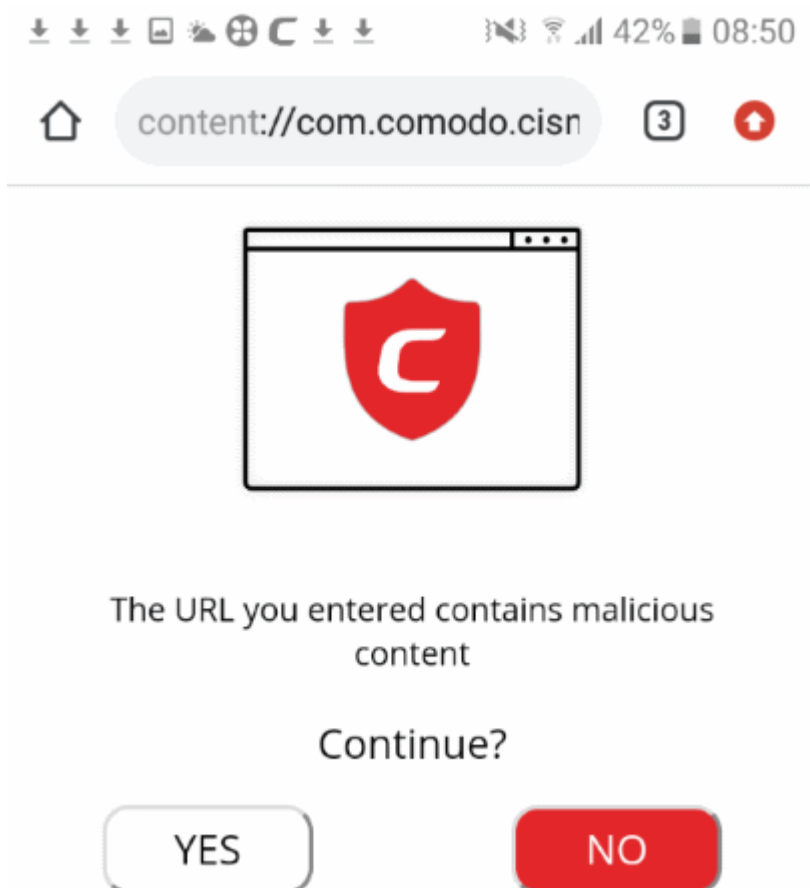 42% 08:50
content://com.comodo.cisn
3
C
The URL you entered contains malicious
content
Continue?
YES
NO